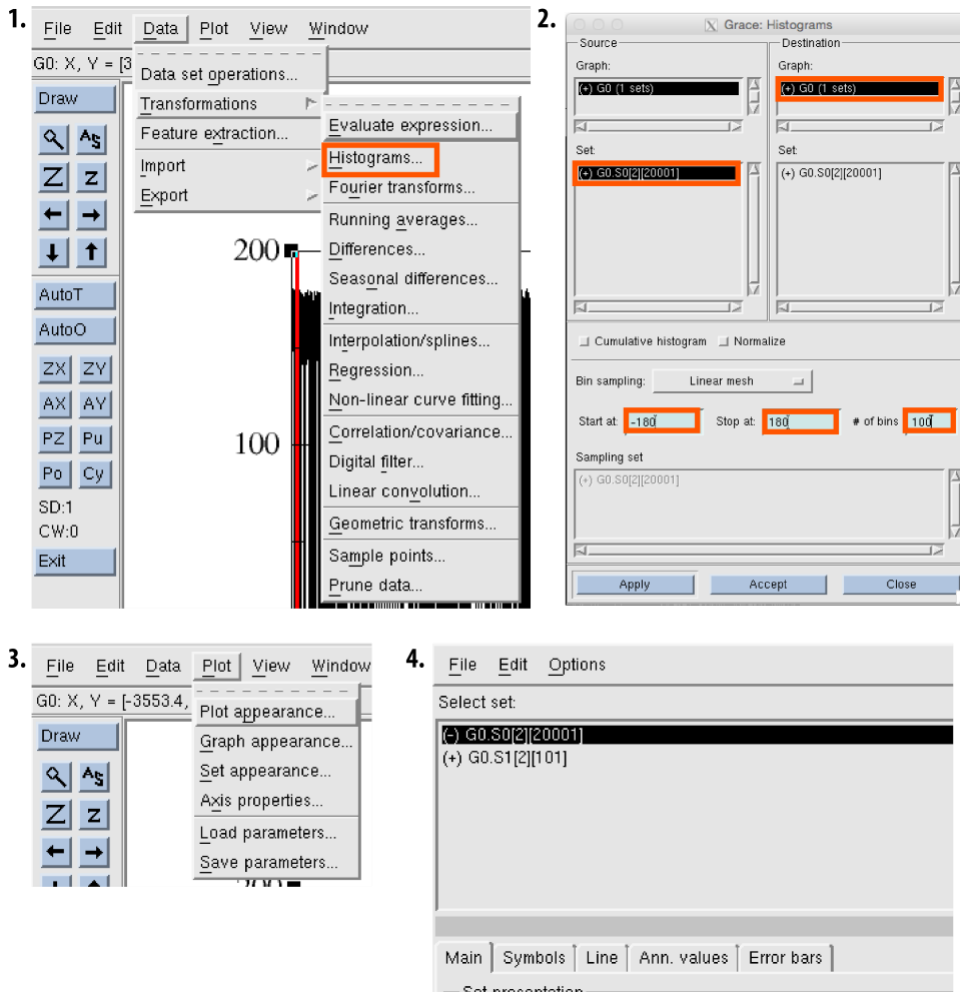 1.
File Edit Data Plot View Window
G0: X, Y = [3
Data set operations...
Transformations
Feature extraction...
Import
Export
Evaluate expression...
Histograms...
Fourier transforms...
Running averages...
Differences...
Seasonal differences...
Integration...
Interpolation/splines...
Regression...
Non-linear curve fitting...
Correlation/covariance...
Digital filter...
Linear convolution...
Geometric transforms...
Sample points...
Prune data...
Draw
AS
Z z
AutoT
AutoO
ZX ZY
AX AY
PZ Pu
Po Cy
SD:1
CW:0
Exit
200
100
2.
X Grace: Histograms
Source
Graph:
(+) G0 (1 sets)
Set:
(+) G0.S0[2][20001]
Destination
Graph:
(+) G0 (1 sets)
Set:
(+) G0.S0[2][20001]
Cumulative histogram Normalize
Bin sampling: Linear mesh
Start at: -180 Stop at: 180 # of bins 100
Sampling set
(+) G0.S0[2][20001]
Apply Accept Close
3.
File Edit Data Plot View Window
G0: X, Y = [-3553.4,
Plot appearance...
Graph appearance...
Set appearance...
Axis properties...
Load parameters...
Save parameters...
Draw
AS
Z z
200
4.
File Edit Options
Select set:
(-) G0.S0[2][20001]
(+) G0.S1[2][101]
Main Symbols Line Ann. values Error bars
Set presentation